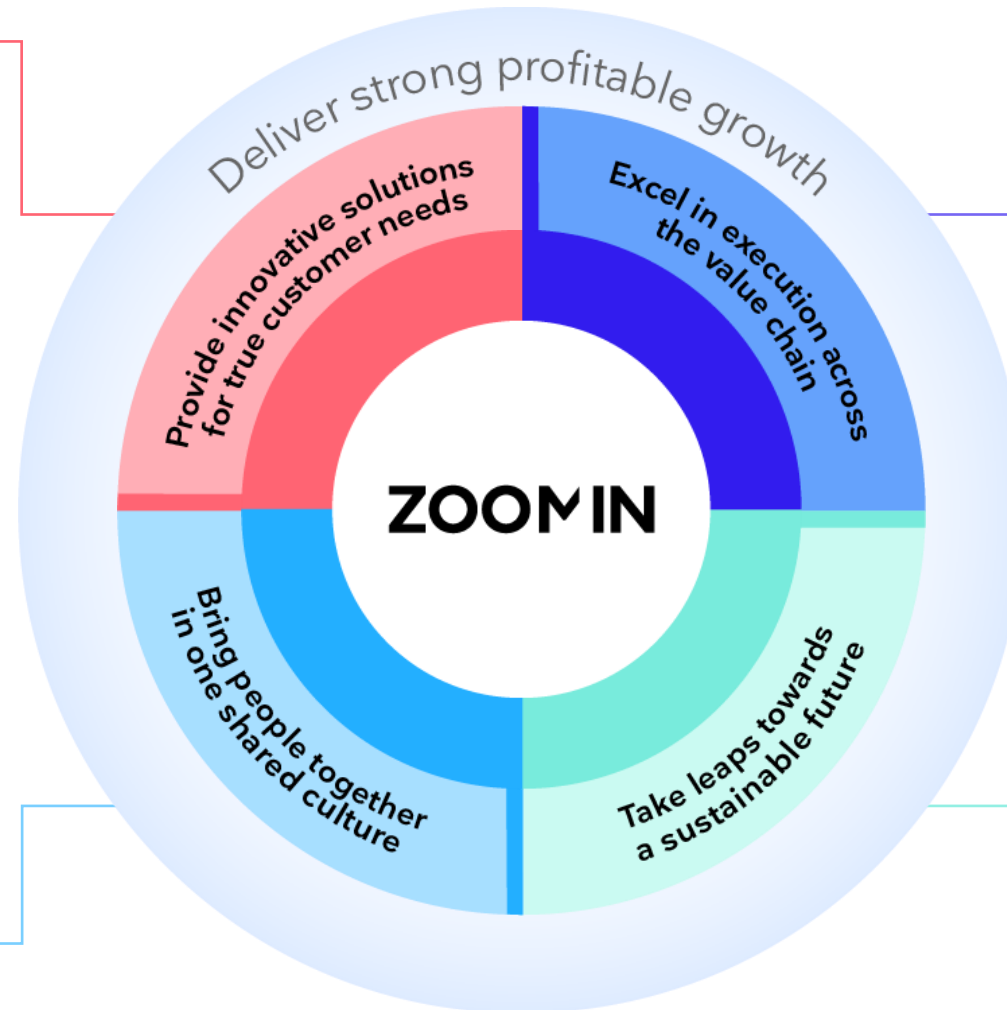 Deliver strong profitable growth
Provide innovative solutions
for true customer needs
Excel in execution across
the value chain
ZOOMIN
Bring people together
in one shared culture
Take leaps towards
a sustainable future